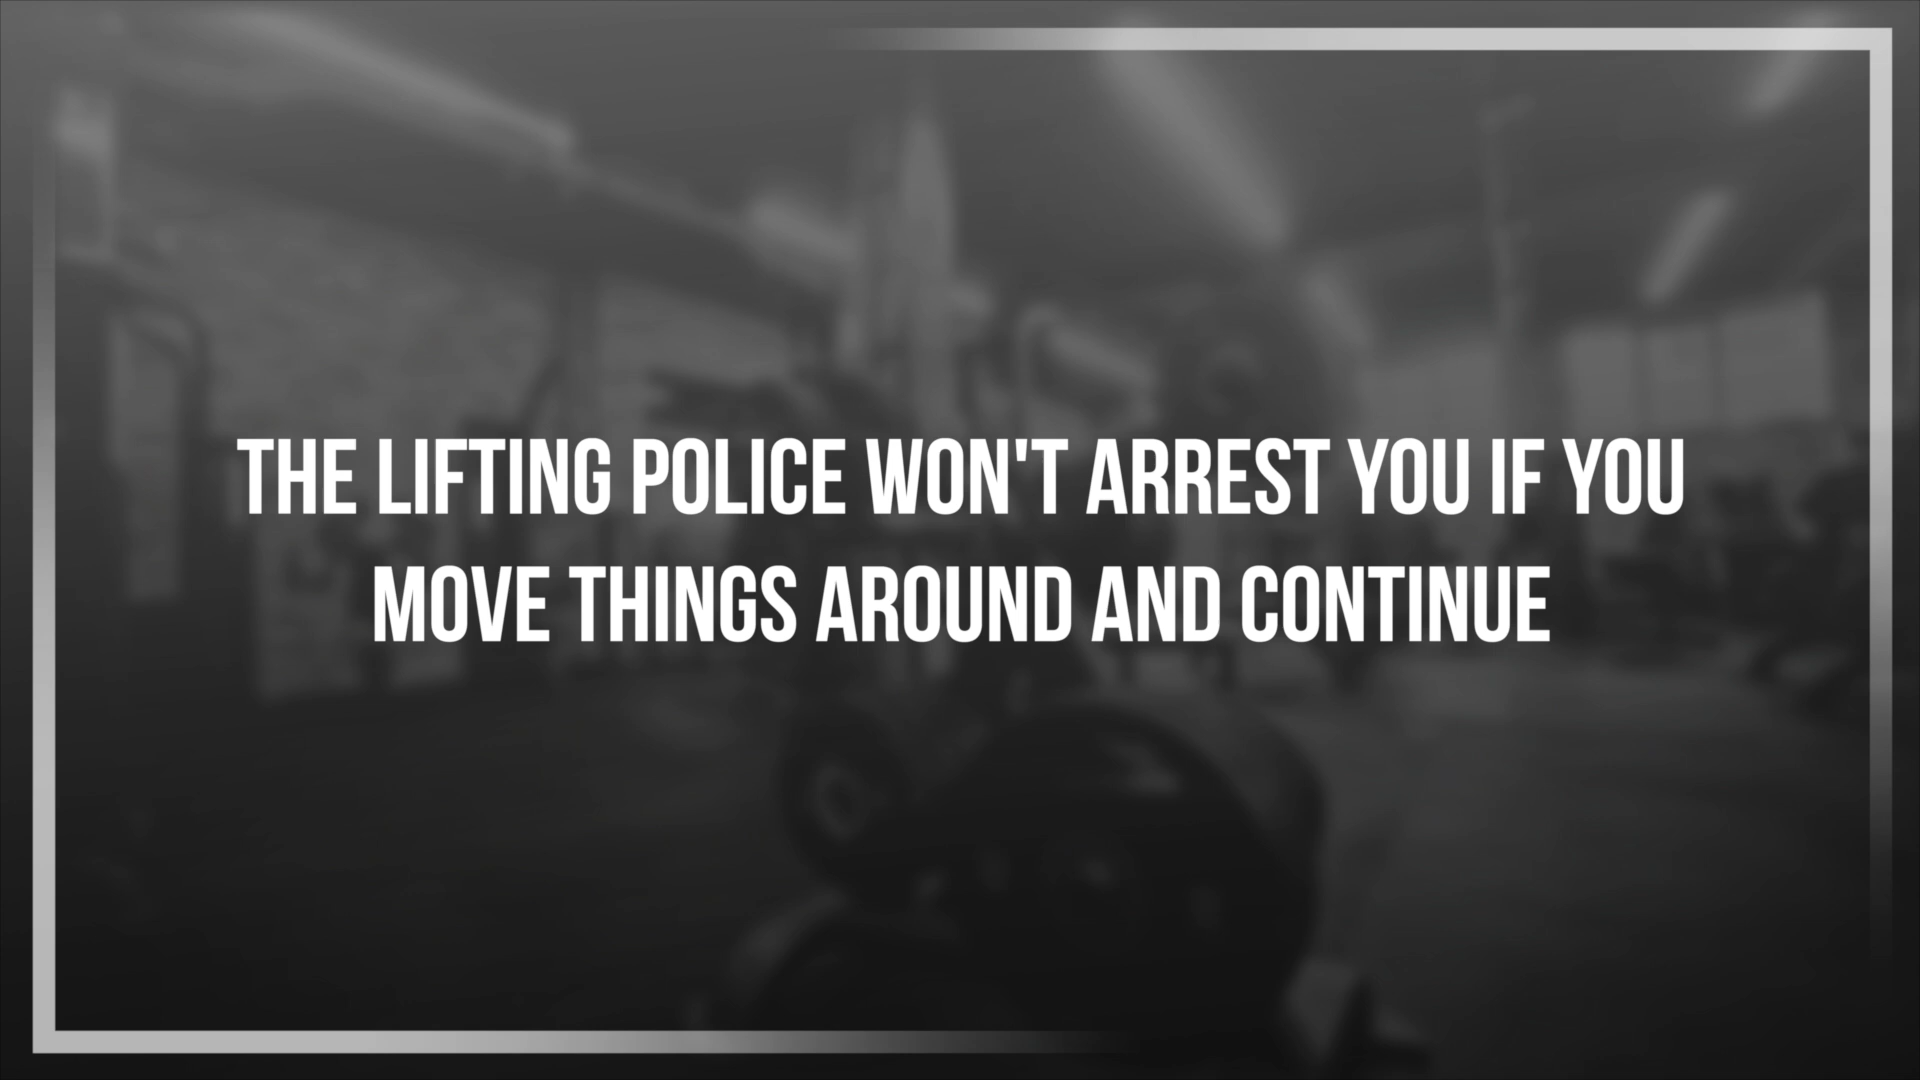 THE LIFTING POLICE WON'T ARREST YOU IF YOU
MOVE THINGS AROUND AND CONTINUE